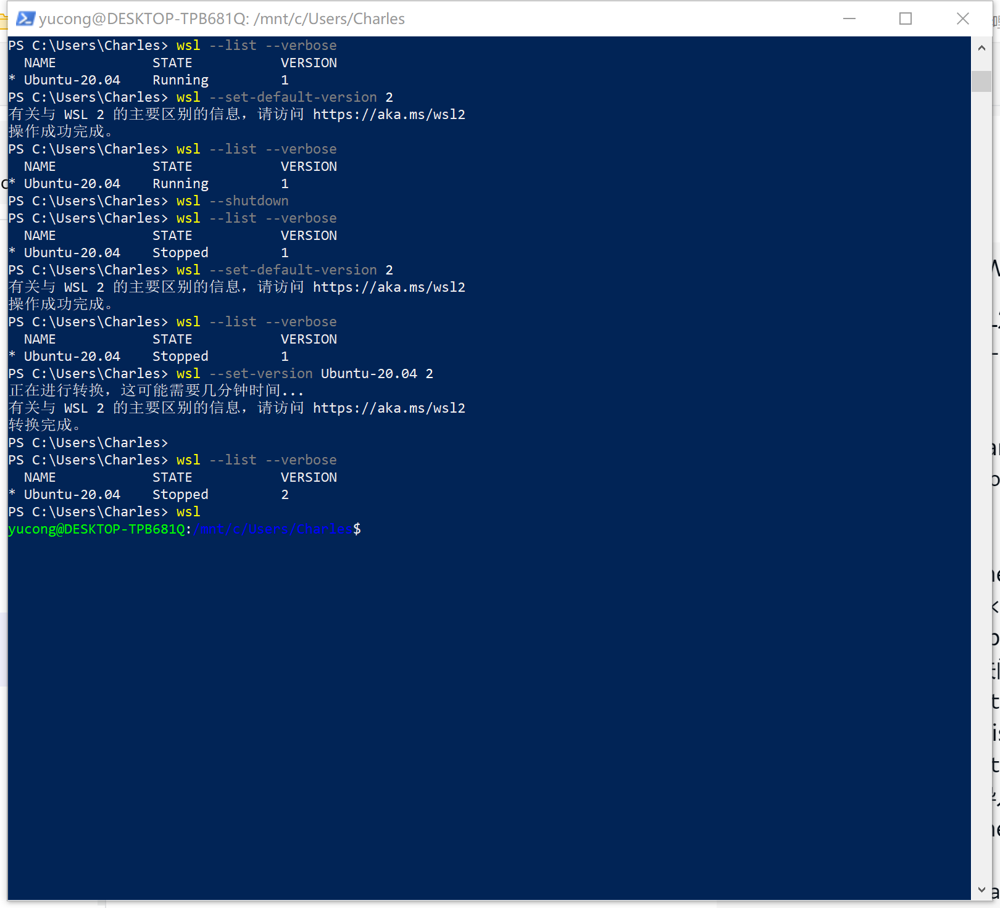 yucong@DESKTOP-TPB681Q: /mnt/c/Users/Charles
PS C:\Users\Charles> wsl --list --verbose
  NAME            STATE           VERSION
* Ubuntu-20.04    Running         1
PS C:\Users\Charles> wsl --set-default-version 2
有关与 WSL 2 的主要区别的信息，请访问 https://aka.ms/wsl2
操作成功完成。
PS C:\Users\Charles> wsl --list --verbose
  NAME            STATE           VERSION
* Ubuntu-20.04    Running         1
PS C:\Users\Charles> wsl --shutdown
PS C:\Users\Charles> wsl --list --verbose
  NAME            STATE           VERSION
* Ubuntu-20.04    Stopped         1
PS C:\Users\Charles> wsl --set-default-version 2
有关与 WSL 2 的主要区别的信息，请访问 https://aka.ms/wsl2
操作成功完成。
PS C:\Users\Charles> wsl --list --verbose
  NAME            STATE           VERSION
* Ubuntu-20.04    Stopped         1
PS C:\Users\Charles> wsl --set-version Ubuntu-20.04 2
正在进行转换，这可能需要几分钟时间...
有关与 WSL 2 的主要区别的信息，请访问 https://aka.ms/wsl2
转换完成。
PS C:\Users\Charles>
PS C:\Users\Charles> wsl --list --verbose
  NAME            STATE           VERSION
* Ubuntu-20.04    Stopped         2
PS C:\Users\Charles> wsl
yucong@DESKTOP-TPB681Q:/mnt/c/Users/Charles$